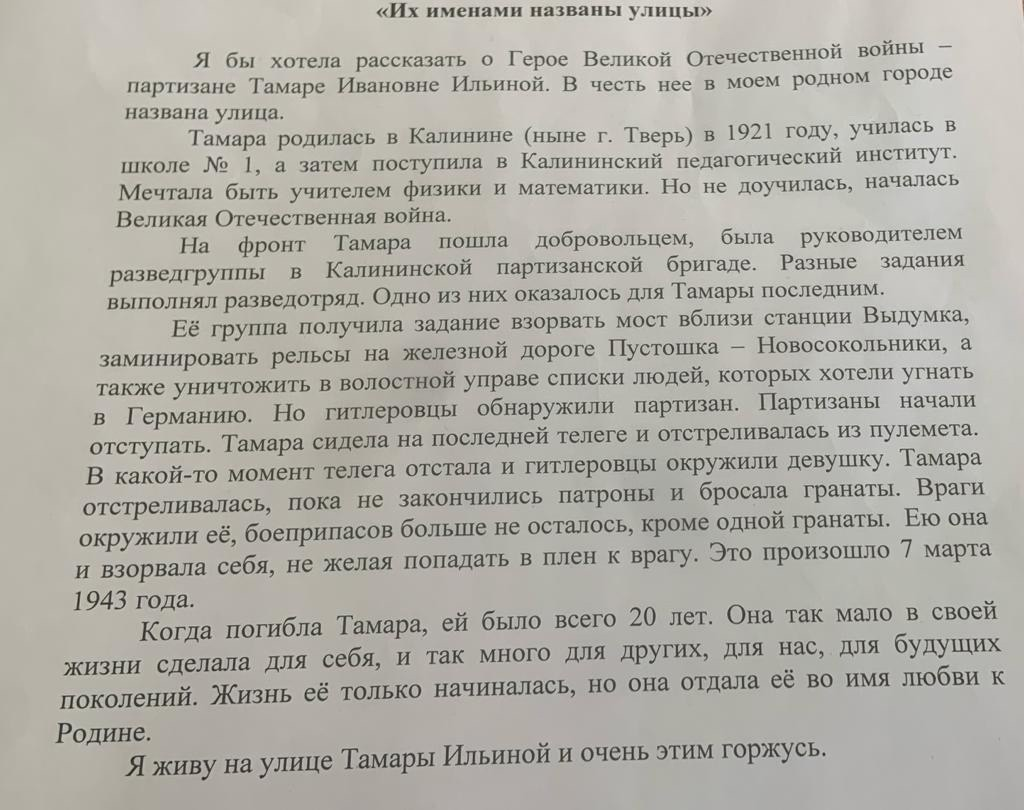 «Их именами названы улицы»
Я бы хотела рассказать о Герое Великой Отечественной войны –
партизане Тамаре Ивановне Ильиной. В честь нее в моем родном городе
названа улица.
Тамара родилась в Калинине (ныне г. Тверь) в 1921 году, училась в
школе № 1, а затем поступила в Калининский педагогический институт.
Мечтала быть учителем физики и математики. Но не доучилась, началась
Великая Отечественная война.
На фронт Тамара пошла добровольцем, была руководителем
разведгруппы в Калининской партизанской бригаде. Разные задания
выполнял разведотряд. Одно из них оказалось для Тамары последним.
Её группа получила задание взорвать мост вблизи станции Выдумка,
заминировать рельсы на железной дороге Пустошка – Новосокольники, а
также уничтожить в волостной управе списки людей, которых хотели угнать
в Германию. Но гитлеровцы обнаружили партизан. Партизаны начали
отступать. Тамара сидела на последней телеге и отстреливалась из пулемета.
В какой-то момент телега отстала и гитлеровцы окружили девушку. Тамара
отстреливалась, пока не закончились патроны и бросала гранаты. Враги
окружили её, боеприпасов больше не осталось, кроме одной гранаты. Ею она
и взорвала себя, не желая попадать в плен к врагу. Это произошло 7 марта
1943 года.
Когда погибла Тамара, ей было всего 20 лет. Она так мало в своей
жизни сделала для себя, и так много для других, для нас, для будущих
поколений. Жизнь её только начиналась, но она отдала её во имя любви к
Родине.
Я живу на улице Тамары Ильиной и очень этим горжусь.